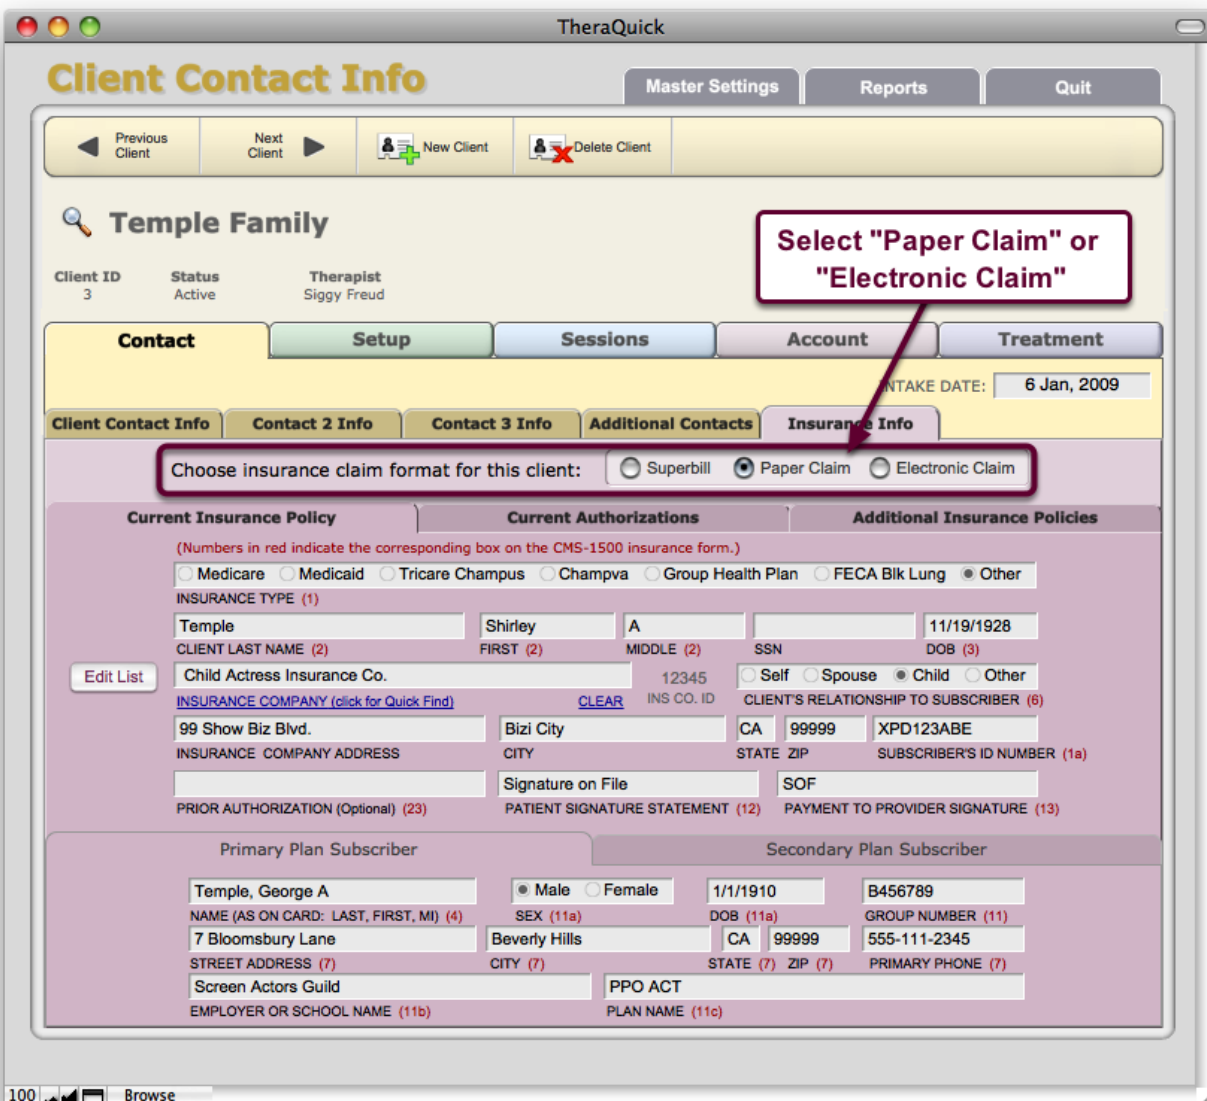 TheraQuick
Client Contact Info
Master Settings
Reports
Quit
Previous Client
Next Client
New Client
Delete Client
Temple Family
Select "Paper Claim" or
"Electronic Claim"
Client ID Status Therapist
3 Active Siggy Freud
Contact Setup Sessions Account Treatment
INTAKE DATE: 6 Jan, 2009
Client Contact Info Contact 2 Info Contact 3 Info Additional Contacts Insurance Info
Choose insurance claim format for this client: Superbill Paper Claim Electronic Claim
Current Insurance Policy Current Authorizations Additional Insurance Policies
(Numbers in red indicate the corresponding box on the CMS-1500 insurance form.)
Medicare Medicaid Tricare Champus Champva Group Health Plan FECA Blk Lung Other
INSURANCE TYPE (1)
Temple Shirley A 11/19/1928
CLIENT LAST NAME (2) FIRST (2) MIDDLE (2) SSN DOB (3)
Edit List Child Actress Insurance Co. 12345 Self Spouse Child Other
INSURANCE COMPANY (click for Quick Find) CLEAR INS CO. ID CLIENT'S RELATIONSHIP TO SUBSCRIBER (6)
99 Show Biz Blvd. Bizi City CA 99999 XPD123ABE
INSURANCE COMPANY ADDRESS CITY STATE ZIP SUBSCRIBER'S ID NUMBER (1a)
Signature on File SOF
PRIOR AUTHORIZATION (Optional) (23) PATIENT SIGNATURE STATEMENT (12) PAYMENT TO PROVIDER SIGNATURE (13)
Primary Plan Subscriber Secondary Plan Subscriber
Temple, George A Male Female 1/1/1910 B456789
NAME (AS ON CARD: LAST, FIRST, MI) (4) SEX (11a) DOB (11a) GROUP NUMBER (11)
7 Bloomsbury Lane Beverly Hills CA 99999 555-111-2345
STREET ADDRESS (7) CITY (7) STATE (7) ZIP (7) PRIMARY PHONE (7)
Screen Actors Guild PPO ACT
EMPLOYER OR SCHOOL NAME (11b) PLAN NAME (11c)
100 Browse